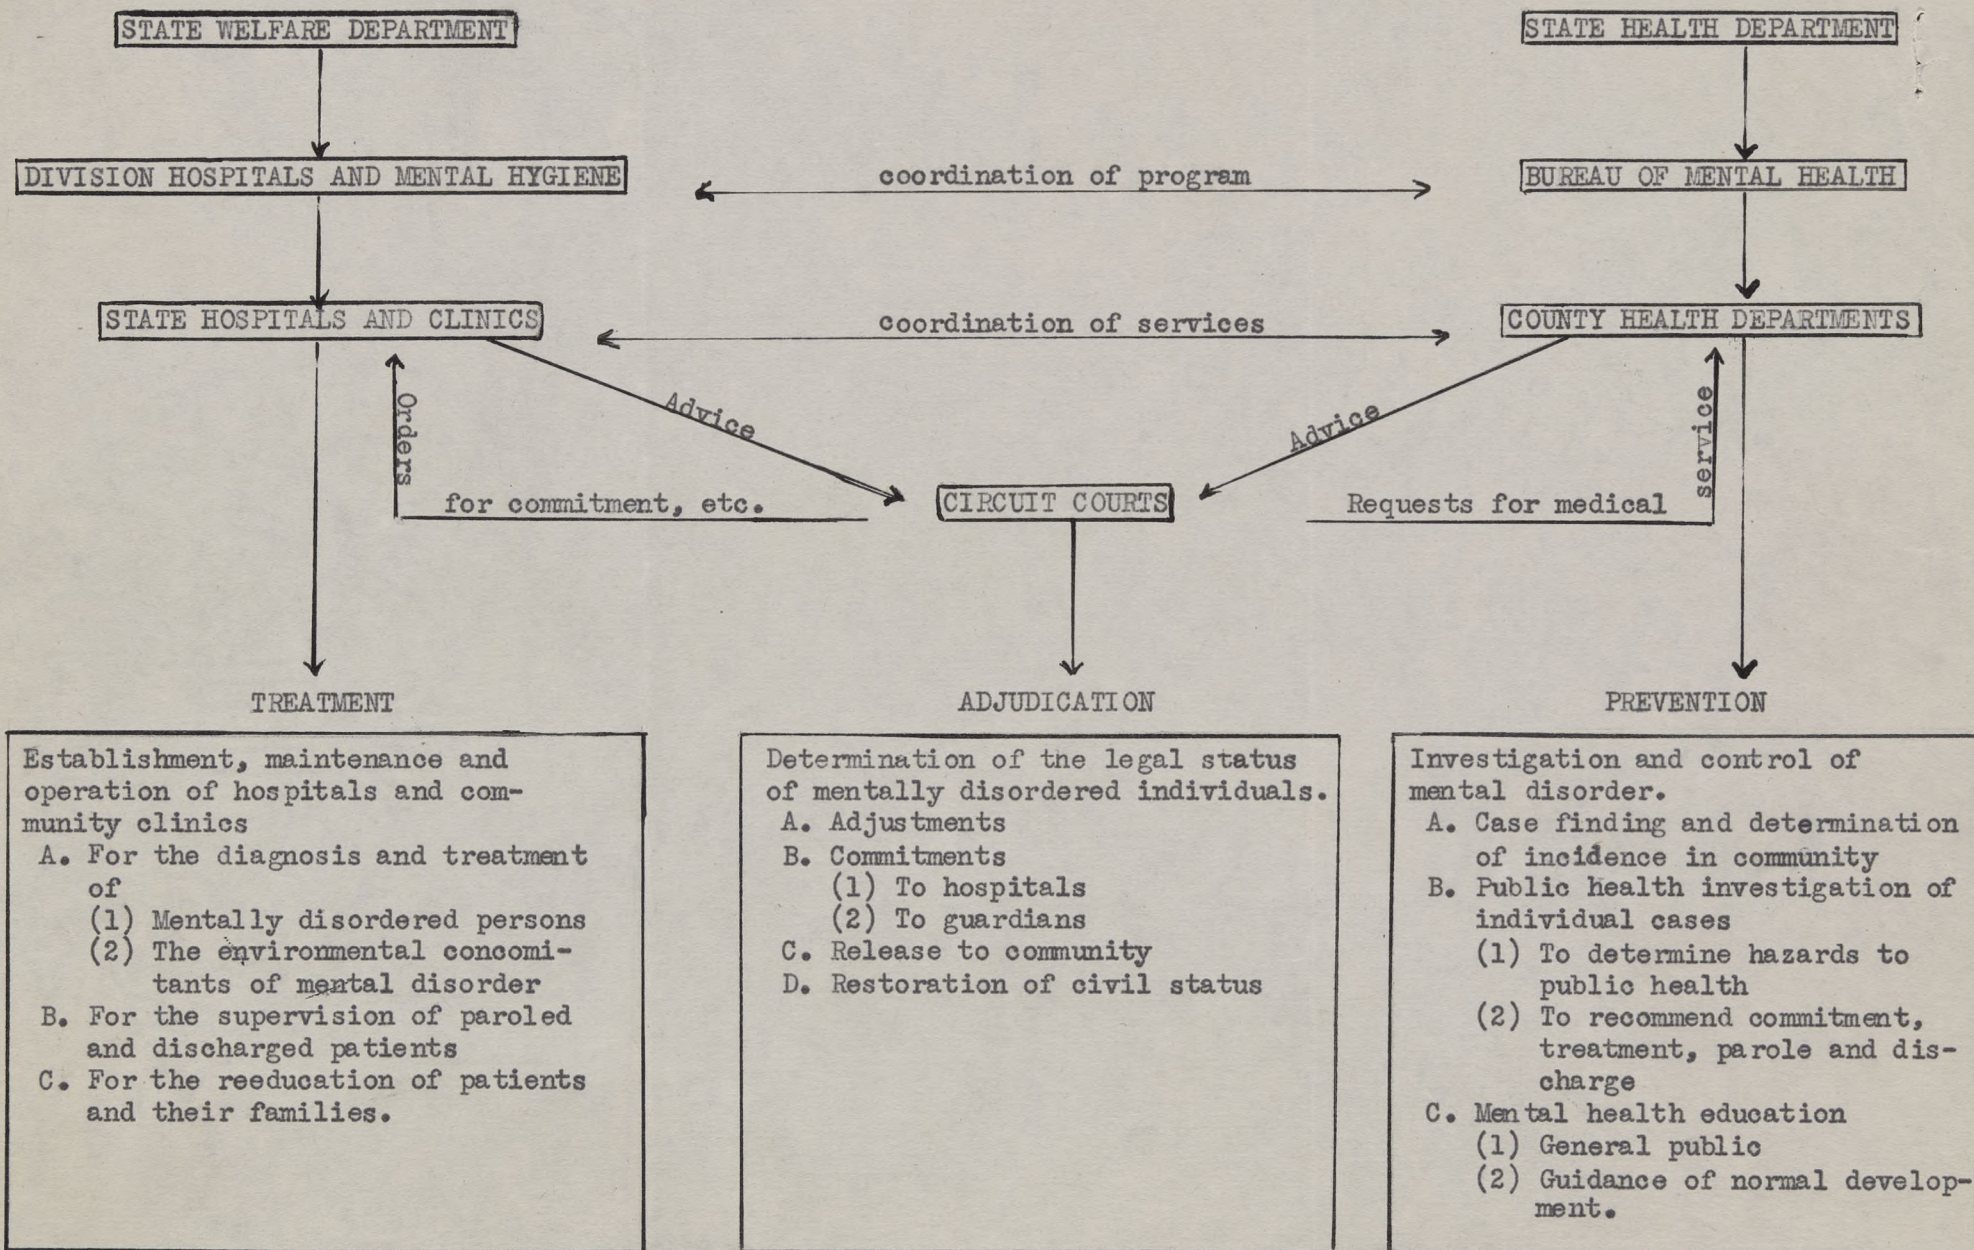 STATE WELFARE DEPARTMENT
STATE HEALTH DEPARTMENT
DIVISION HOSPITALS AND MENTAL HYGIENE
coordination of program
BUREAU OF MENTAL HEALTH
STATE HOSPITALS AND CLINICS
coordination of services
COUNTY HEALTH DEPARTMENTS
Orders
for commitment, etc.
Advice
Advice
CIRCUIT COURTS
Requests for medical
service
TREATMENT
Establishment, maintenance and
operation of hospitals and com-
munity clinics
A. For the diagnosis and treatment
of
(1) Mentally disordered persons
(2) The environmental concomi-
tants of mental disorder
B. For the supervision of paroled
and discharged patients
C. For the reeducation of patients
and their families.
ADJUDICATION
Determination of the legal status
of mentally disordered individuals.
A. Adjustments
B. Commitments
(1) To hospitals
(2) To guardians
C. Release to community
D. Restoration of civil status
PREVENTION
Investigation and control of
mental disorder.
A. Case finding and determination
of incidence in community
B. Public health investigation of
individual cases
(1) To determine hazards to
public health
(2) To recommend commitment,
treatment, parole and dis-
charge
C. Mental health education
(1) General public
(2) Guidance of normal develop-
ment.